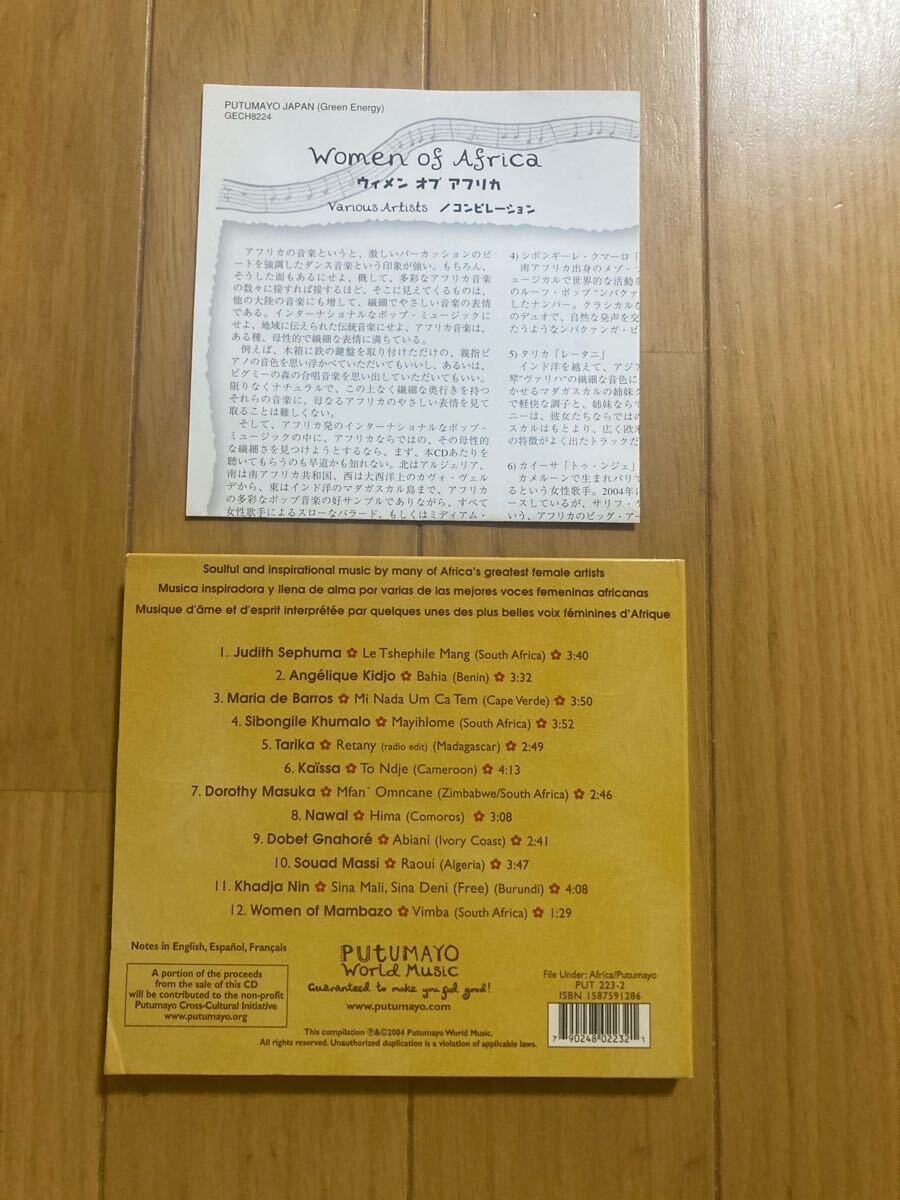 PUTUMAYO JAPAN (Green Energy)
GECH8224
Women of Africa
ウィメン オブ アフリカ
Various Artists /コンピレーション
アフリカの音楽というと、激しいパーカッションのビ
ートを強調したダンス音楽という印象が強い。もちろん、
そうした面もあるにせよ、概して、多彩なアフリカ音楽
の数々に接すれば接するほど、そこに見えてくるものは、
他の大陸の音楽にも増して、繊細でやさしい音楽の表情
である。インターナショナルなポップ・ミュージックに
せよ、地域に伝えられた伝統音楽にせよ、アフリカ音楽は、
ある種、母性的で繊細な表情に満ちている。
例えば、木箱に鉄の鍵盤を取り付けただけの、親指ピ
アノの音色を思い浮かべていただいてもいいし、あるいは、
ピグミーの森の合唱音楽を思い出していただいてもいい。
限りなくナチュラルで、この上なく繊細な奥行きを持つ
それらの音楽に、母なるアフリカのやさしい表情を見て
取ることは難しくない。
そして、アフリカ発のインターナショナルなポップ・
ミュージックの中に、アフリカならではの、その母性的
な繊細さを見つけようとするなら、まず、本CDあたりを
聴いてもらうのも早道かも知れない。北はアルジェリア、
南は南アフリカ共和国、西は大西洋上のカヴォ・ヴェル
デから、東はインド洋のマダガスカル島まで、アフリカ
の多彩なポップ音楽の好サンプルでありながら、すべて
女性歌手によるスローなバラード、もしくはミディアム・
4) シボンギーレ・クマーロ「
南アフリカ出身のメゾ・ソ
ュージカルで世界的な活動を
のルーツ・ポップ"ンバクァン
したナンバー。クラシカルな
のデュオで、自然な発声を交
たうようなンバクァンガ・ビ
5) タリカ「レータニ」
インド洋を越えて、アジア
琴"ヴァリハ"の繊細な音色に
かせるマダガスカルの姉妹グ
で軽快な調子と、姉妹ならで
ニーは、彼女たちならではの
スカルはもとより、広く欧米
の特徴がよく出たトラックだ
6) カイーサ「トゥ・ンジェ」
カメルーンで生まれパリで
るという女性歌手。2004年に
ースしているが、サリフ・ケ
いう、アフリカのビッグ・アー
Soulful and inspirational music by many of Africa's greatest female artists
Musica inspiradora y llena de alma por varias de las mejores voces femeninas africanas
Musique d'âme et d'esprit interprétée par quelques unes des plus belles voix féminines d'Afrique
1. Judith Sephuma ✿ Le Tshephile Mang (South Africa) ✿ 3:40
2. Angélique Kidjo ✿ Bahia (Benin) ✿ 3:32
3. Maria de Barros ✿ Mi Nada Um Ca Tem (Cape Verde) ✿ 3:50
4. Sibongile Khumalo ✿ Mayihlome (South Africa) ✿ 3:52
5. Tarika ✿ Retany (radio edit) (Madagascar) ✿ 2:49
6. Kaïssa ✿ To Ndje (Cameroon) ✿ 4:13
7. Dorothy Masuka ✿ Mfan´ Omncane (Zimbabwe/South Africa) ✿ 2:46
8. Nawal ✿ Hima (Comoros) ✿ 3:08
9. Dobet Gnahoré ✿ Abiani (Ivory Coast) ✿ 2:41
10. Souad Massi ✿ Raoui (Algeria) ✿ 3:47
11. Khadja Nin ✿ Sina Mali, Sina Deni (Free) (Burundi) ✿ 4:08
12. Women of Mambazo ✿ Vimba (South Africa) ✿ 1:29
Notes in English, Español, Français
A portion of the proceeds
from the sale of this CD
will be contributed to the non-profit
Putumayo Cross-Cultural Initiative
www.putumayo.org
PUTUMAYO
World Music
Guaranteed to make you feel good!
www.putumayo.com
File Under: Africa/Putumayo
PUT 223-2
ISBN 1587591286
7 90248 02232 1
This compilation ℗&©2004 Putumayo World Music.
All rights reserved. Unauthorized duplication is a violation of applicable laws.